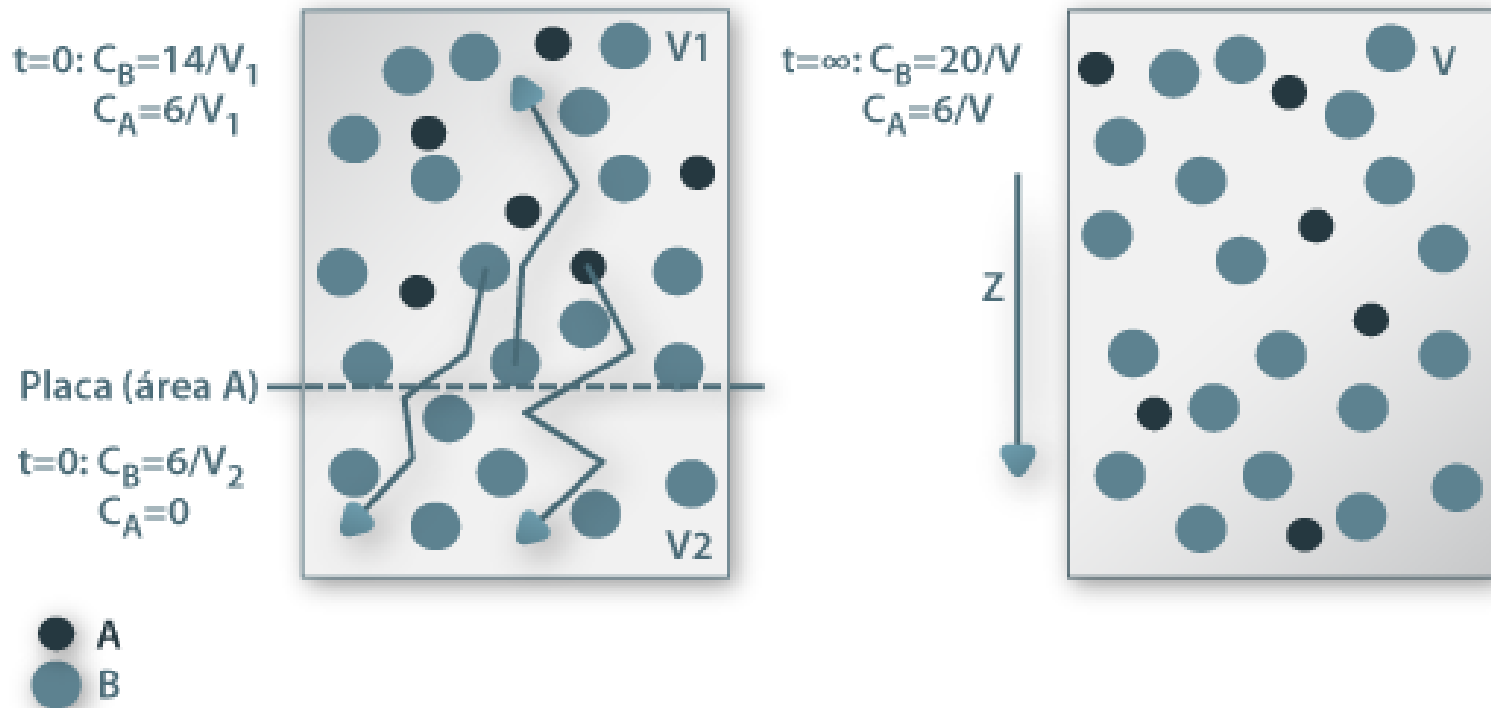 t=0: C_B=14/V_1
C_A=6/V_1
V1
Placa (área A)
t=0: C_B=6/V_2
C_A=0
V2
A
B
t=∞: C_B=20/V
C_A=6/V
V
Z